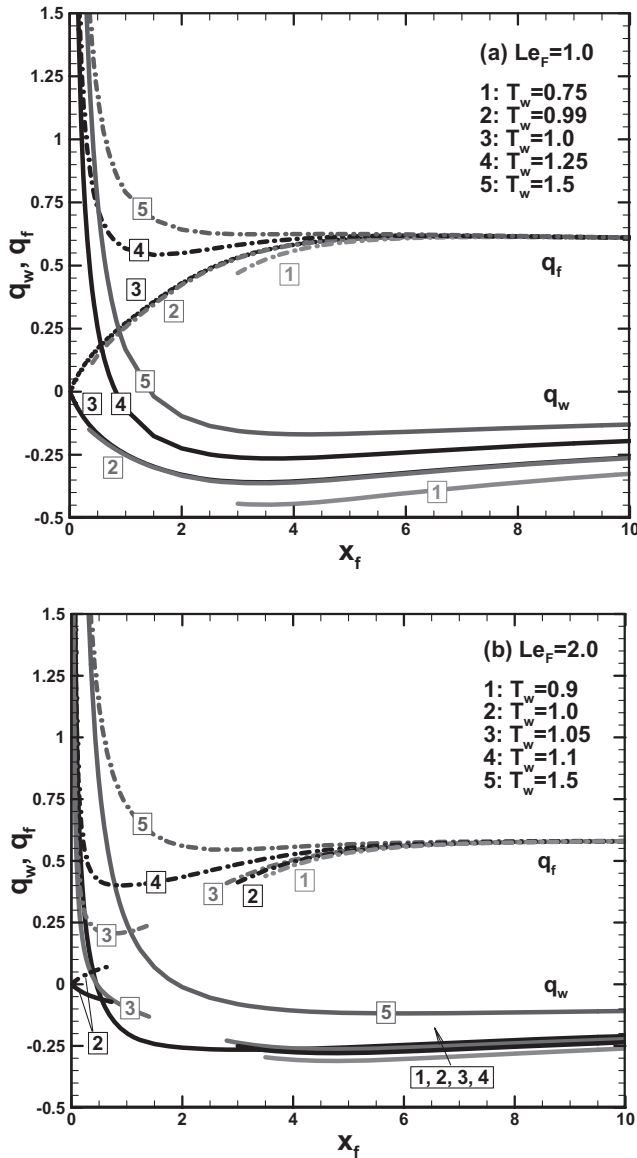 1.5
(a) Le_F=1.0
1.25
1: T_w=0.75
2: T_w=0.99
3: T_w=1.0
4: T_w=1.25
5: T_w=1.5
1
q_w, q_f
0.75
5
4
0.5
1
q_f
3
2
0.25
5
0
q_w
3
4
2
-0.25
1
-0.5
0 2 4 6 8 10
x_f
1.5
(b) Le_F=2.0
1.25
1: T_w=0.9
2: T_w=1.0
3: T_w=1.05
4: T_w=1.1
5: T_w=1.5
1
q_w, q_f
0.75
5
0.5
4
1
q_f
3
2
0.25
3
0
q_w
3
5
2
-0.25
1, 2, 3, 4
-0.5
0 2 4 6 8 10
x_f